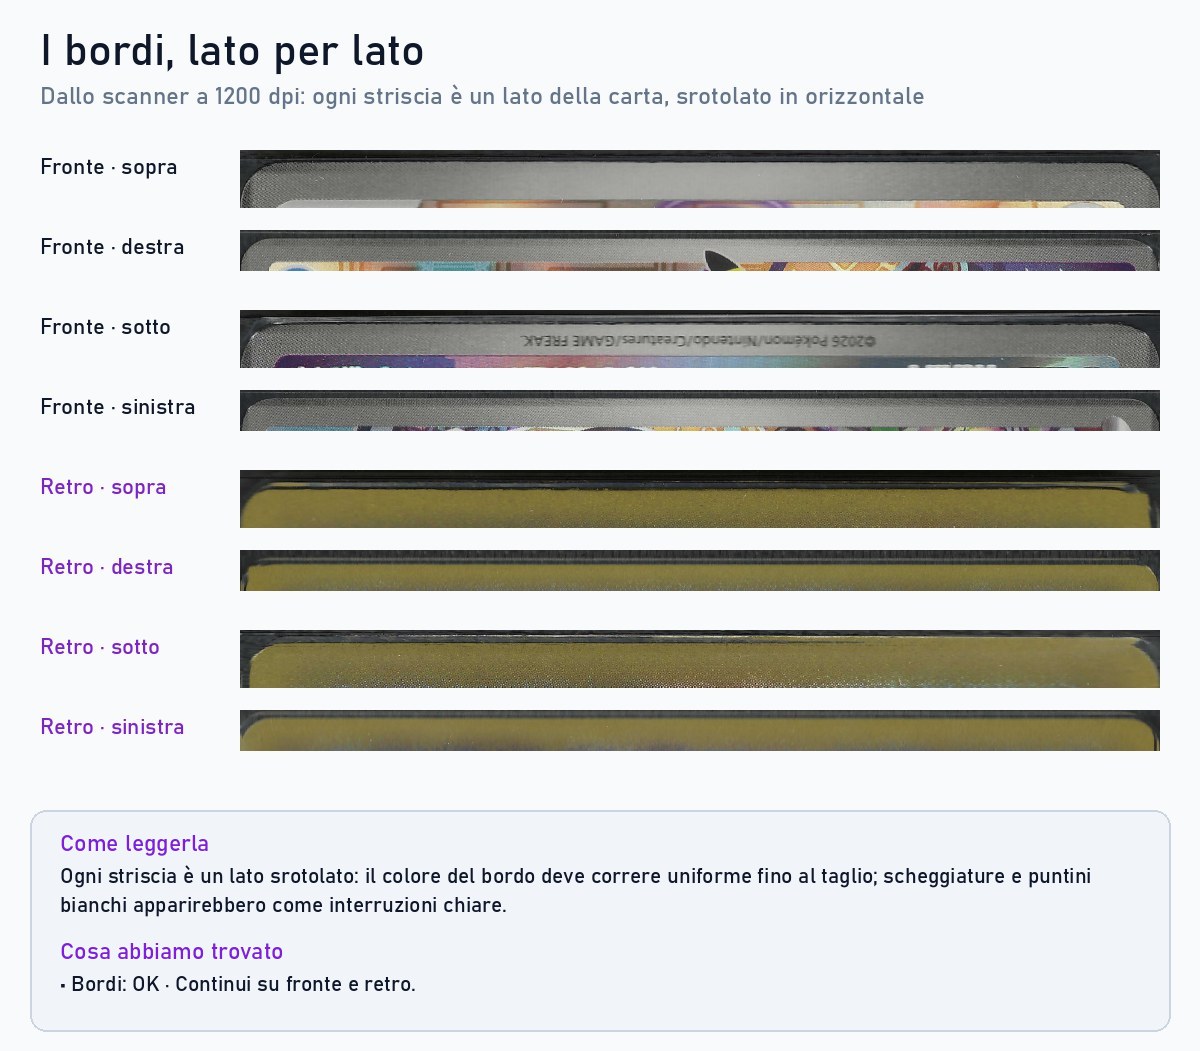 I bordi, lato per lato
Dallo scanner a 1200 dpi: ogni striscia è un lato della carta, srotolato in orizzontale
Fronte · sopra
Fronte · destra
Fronte · sotto
©2026 Pokémon/Nintendo/Creatures/GAME FREAK.
Fronte · sinistra
Retro · sopra
Retro · destra
Retro · sotto
Retro · sinistra
Come leggerla
Ogni striscia è un lato srotolato: il colore del bordo deve correre uniforme fino al taglio; scheggiature e puntini
bianchi apparirebbero come interruzioni chiare.
Cosa abbiamo trovato
• Bordi: OK · Continui su fronte e retro.